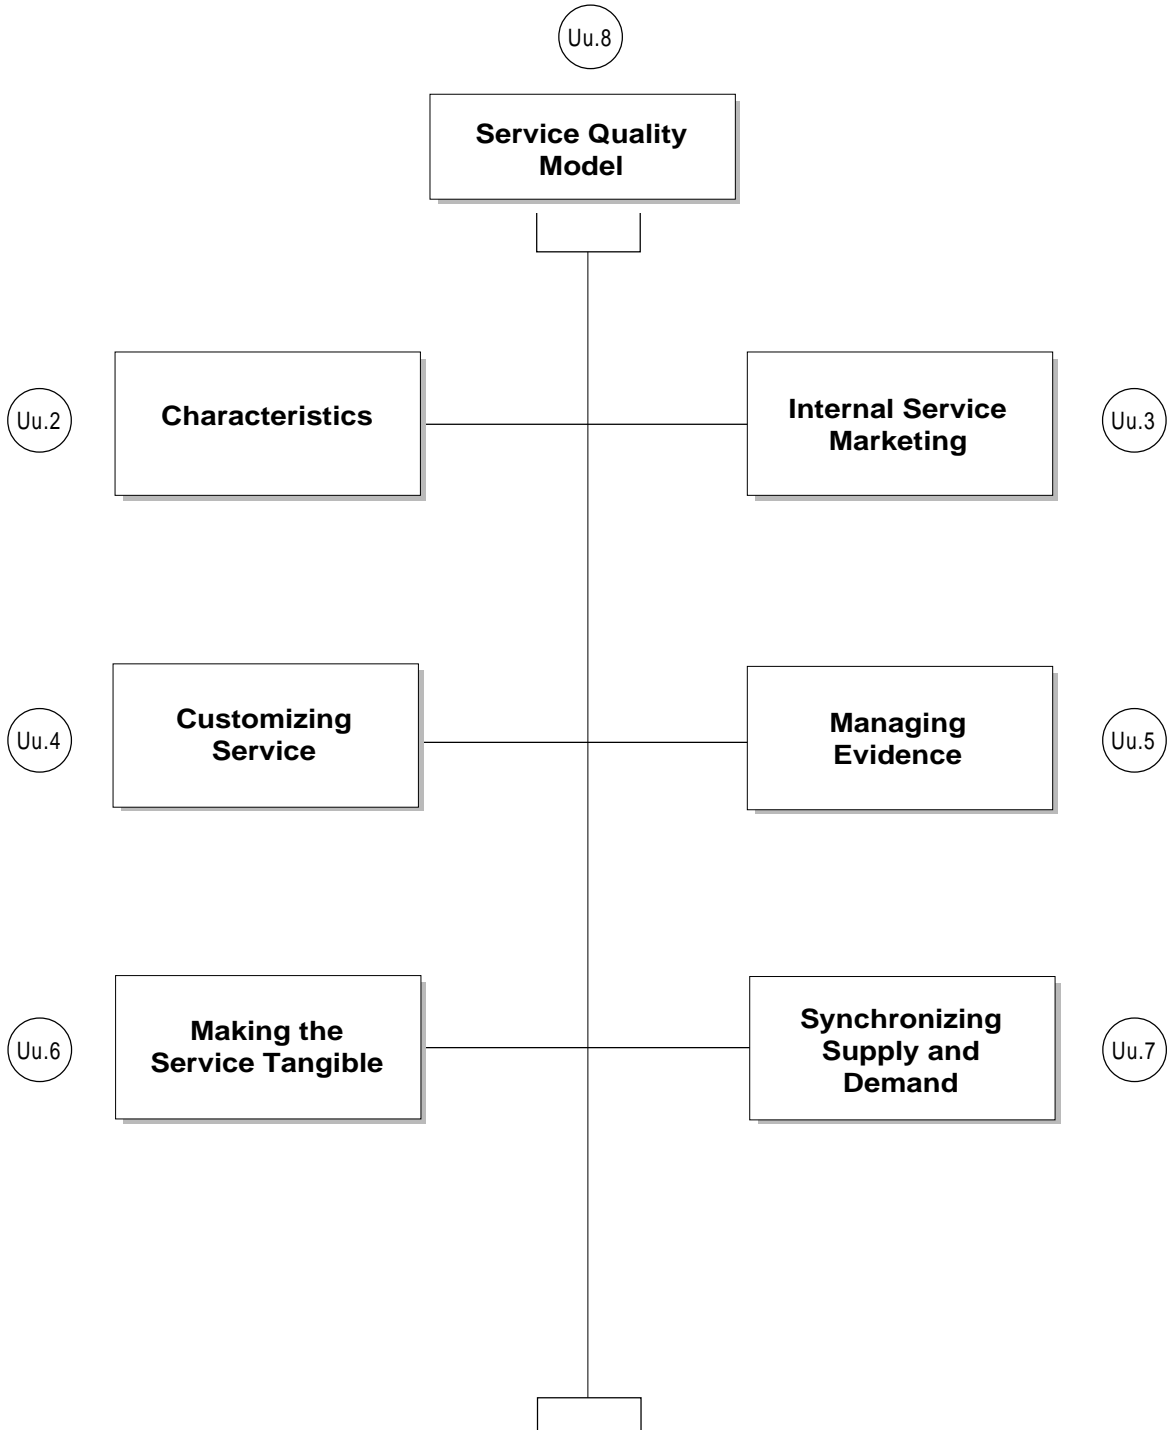 Uu.8
Service Quality
Model
Uu.2
Characteristics
Internal Service
Marketing
Uu.3
Uu.4
Customizing
Service
Managing
Evidence
Uu.5
Uu.6
Making the
Service Tangible
Synchronizing
Supply and
Demand
Uu.7